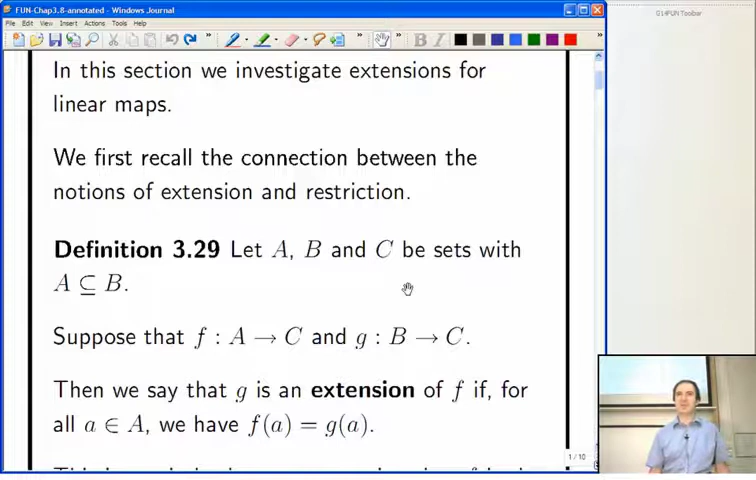 FUN-Chap3.8-annotated - Windows Journal
G14FUN Toolbar
File Edit View Insert Actions Tools Help
B I
In this section we investigate extensions for
linear maps.
We first recall the connection between the
notions of extension and restriction.
Definition 3.29 Let A, B and C be sets with
A ⊆ B.
Suppose that f : A → C and g : B → C.
Then we say that g is an extension of f if, for
all a ∈ A, we have f(a) = g(a).
1 / 10